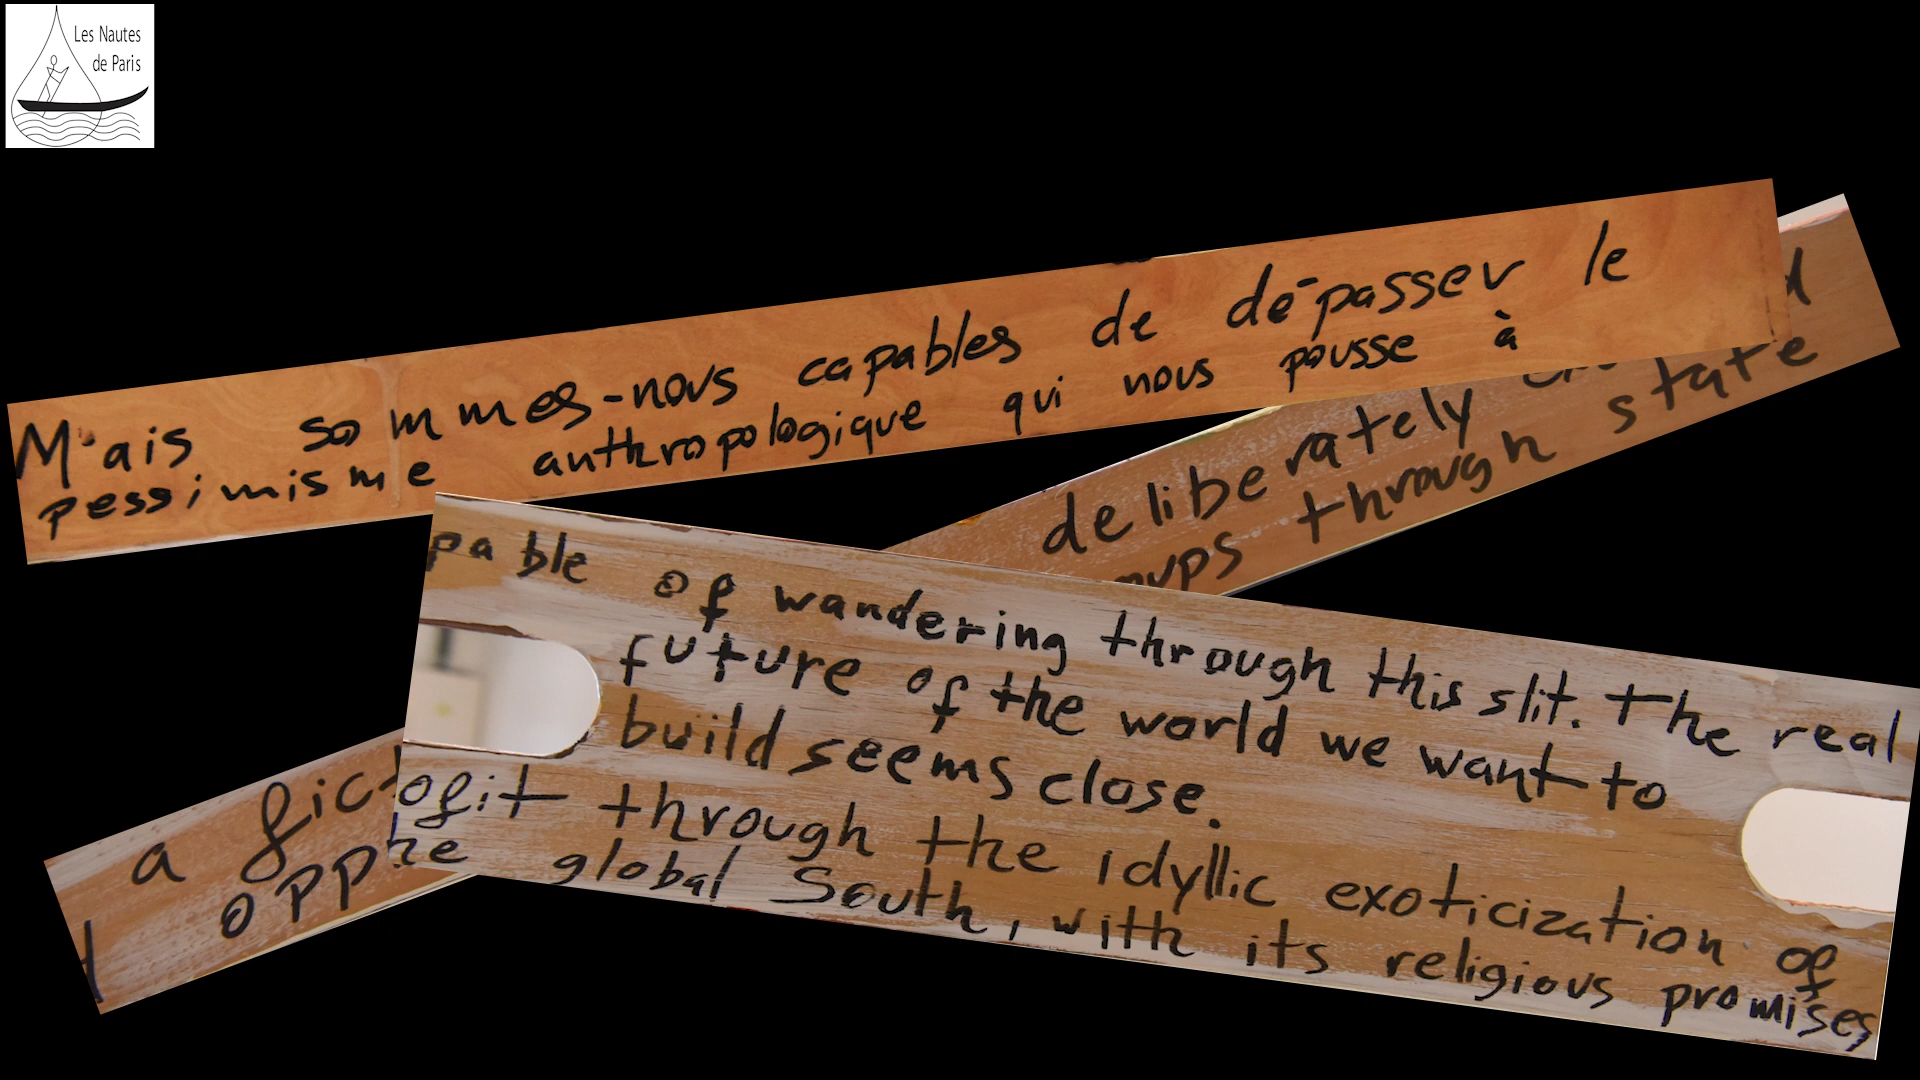 Les Nautes
de Paris
Mais sommes-nous capables de dépasser le
pessimisme anthropologique qui nous pousse à
deliberately
through state
a
pable of wandering through this slit. The real
future of the world we want to
build seems close.
ofit through the idyllic exoticization of
he global South, with its religious promises